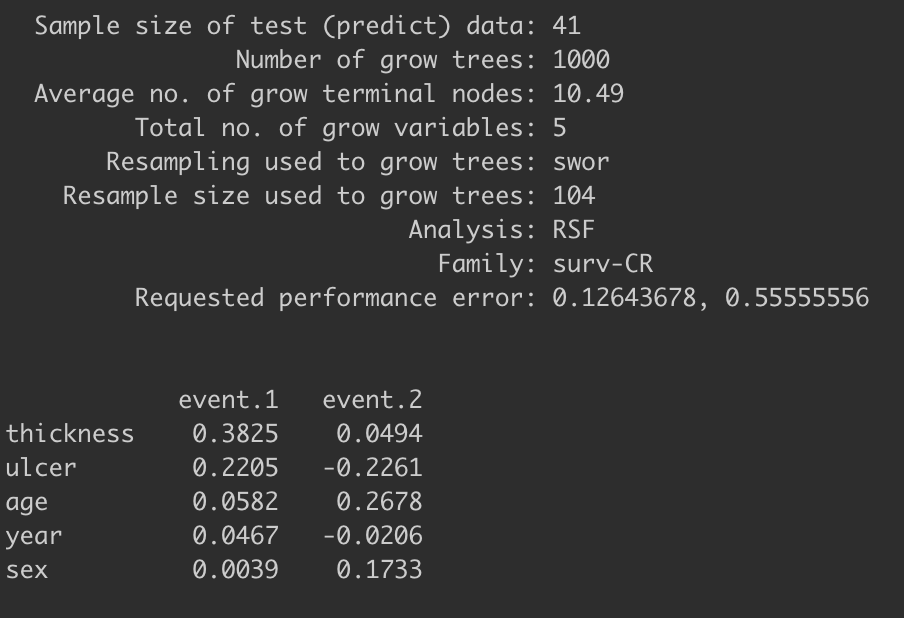 Sample size of test (predict) data: 41
Number of grow trees: 1000
Average no. of grow terminal nodes: 10.49
Total no. of grow variables: 5
Resampling used to grow trees: swor
Resample size used to grow trees: 104
Analysis: RSF
Family: surv-CR
Requested performance error: 0.12643678, 0.55555556
event.1 event.2
thickness 0.3825 0.0494
ulcer 0.2205 -0.2261
age 0.0582 0.2678
year 0.0467 -0.0206
sex 0.0039 0.1733